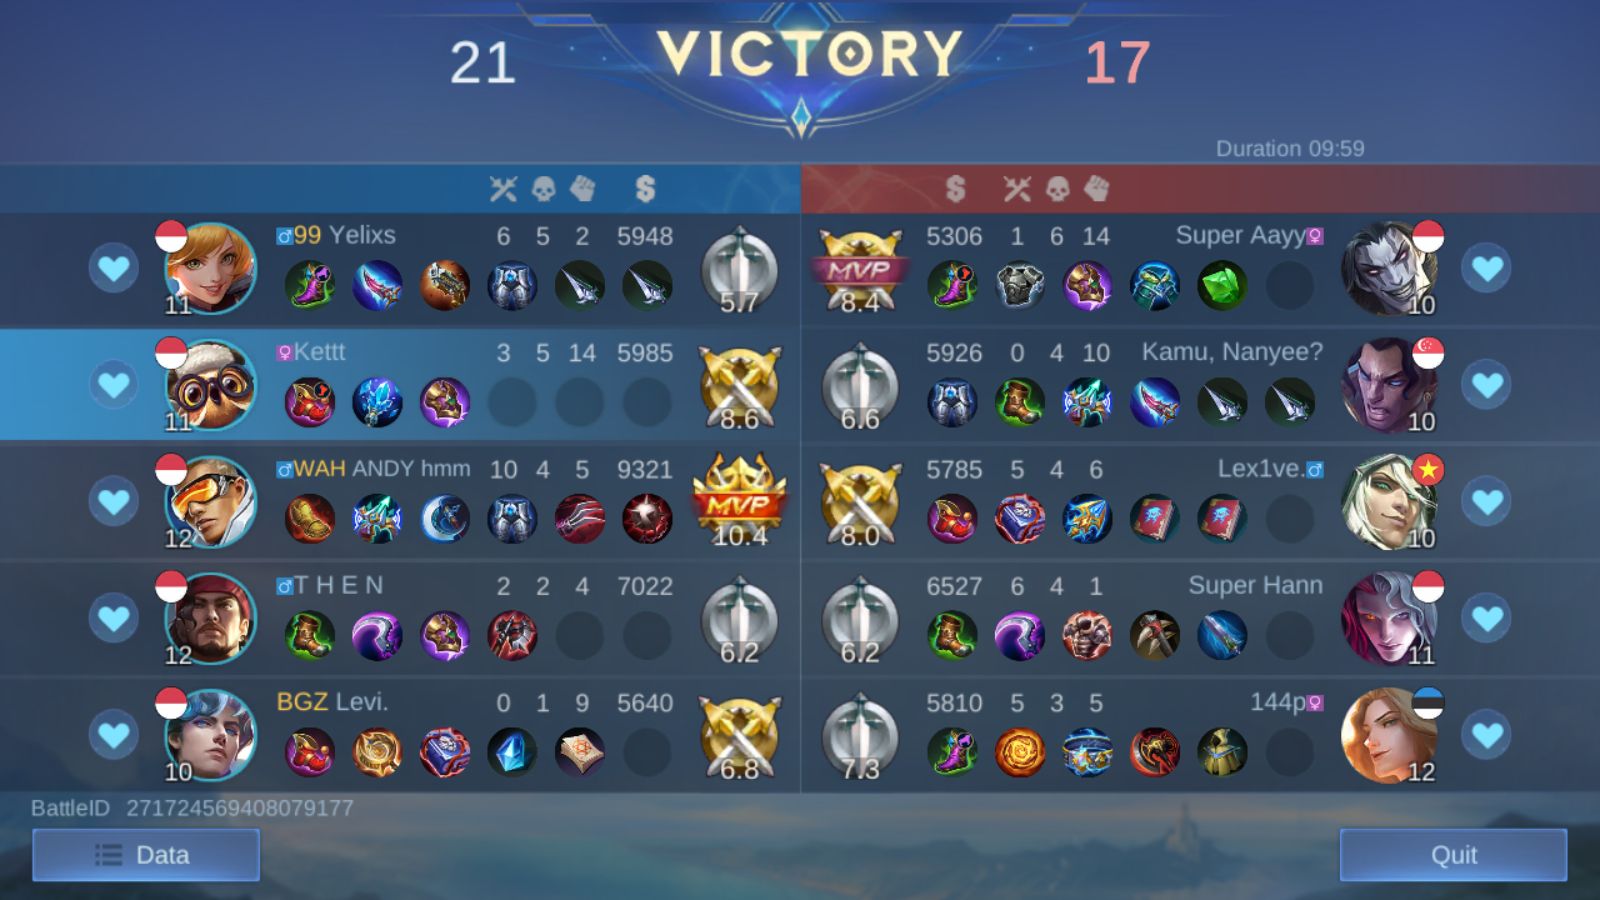 21 VICTORY 17
Duration 09:59
99 Yelixs 6 5 2 5948
11 5.7
MVP 8.4 5306 1 6 14 Super Aayy
10
Kettt 3 5 14 5985
11 8.6
6.6 5926 0 4 10 Kamu, Nanyee?
10
WAH ANDY hmm 10 4 5 9321
12 MVP 10.4
8.0 5785 5 4 6 Lex1ve.
10
T H E N 2 2 4 7022
12 6.2
6.2 6527 6 4 1 Super Hann
11
BGZ Levi. 0 1 9 5640
10 6.8
7.3 5810 5 3 5 144p
12
BattleID 271724569408079177
Data
Quit